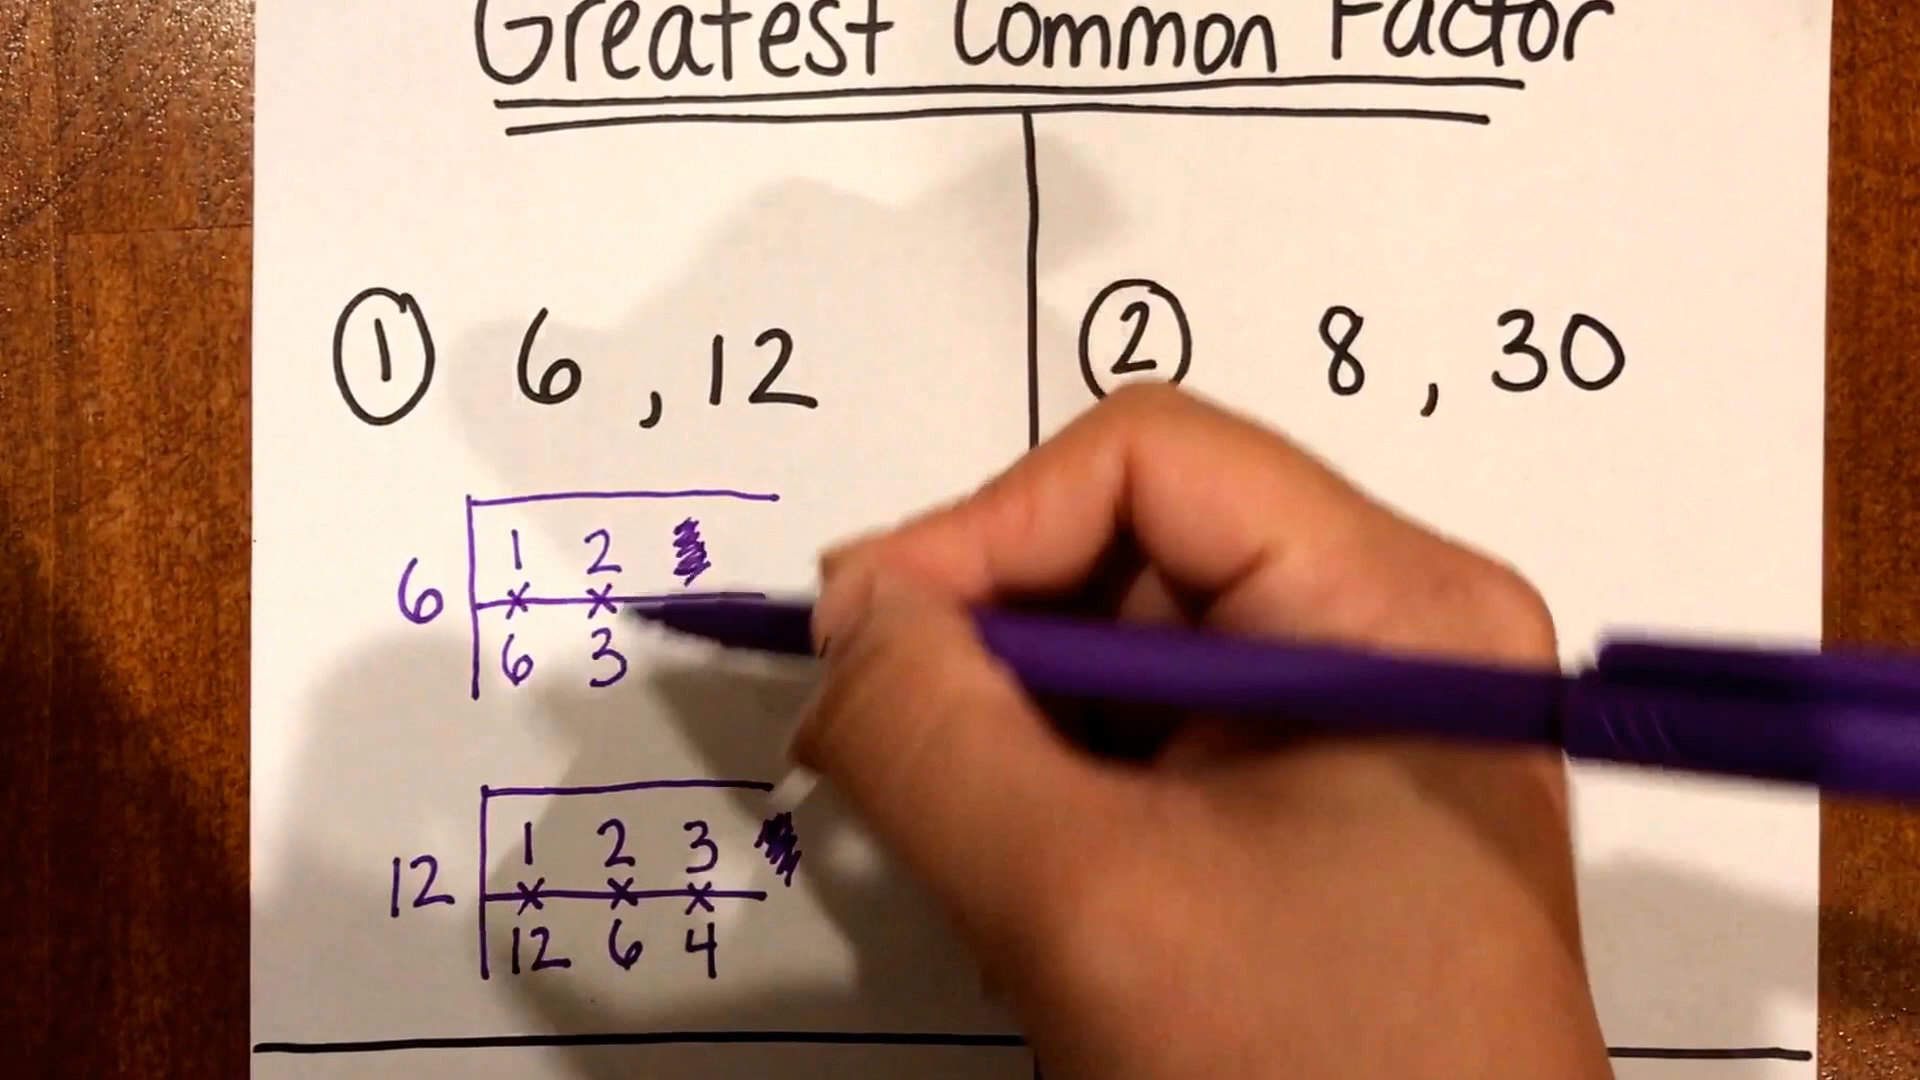 Greatest Common Factor
① 6 , 12
② 8 , 30
6
1 2
× ×
6 3
12
1 2 3
× × ×
12 6 4